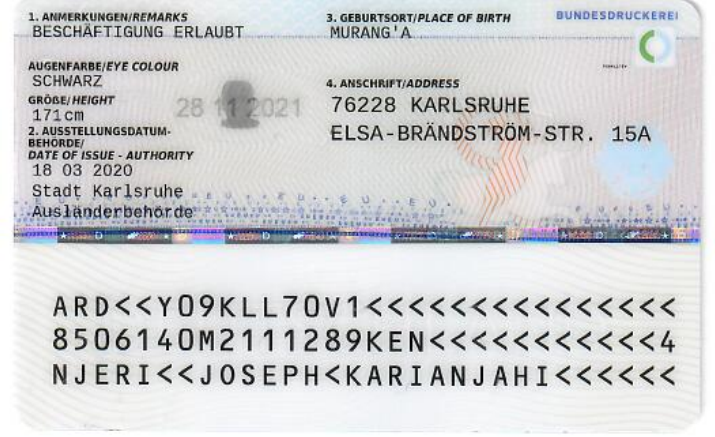 1. ANMERKUNGEN/REMARKS
BESCHÄFTIGUNG ERLAUBT
3. GEBURTSORT/PLACE OF BIRTH
MURANG'A
BUNDESDRUCKEREI
AUGENFARBE/EYE COLOUR
SCHWARZ
GRÖßE/HEIGHT
171cm
28 11 2021
4. ANSCHRIFT/ADDRESS
76228 KARLSRUHE
ELSA-BRÄNDSTRÖM-STR. 15A
2. AUSSTELLUNGSDATUM-
BEHÖRDE/
DATE OF ISSUE - AUTHORITY
18 03 2020
Stadt Karlsruhe
Ausländerbehörde
ARD<<Y09KLL70V1<<<<<<<<<<<<<<<
8506140M2111289KEN<<<<<<<<<<<4
NJERI<<JOSEPH<KARIANJAHI<<<<<<